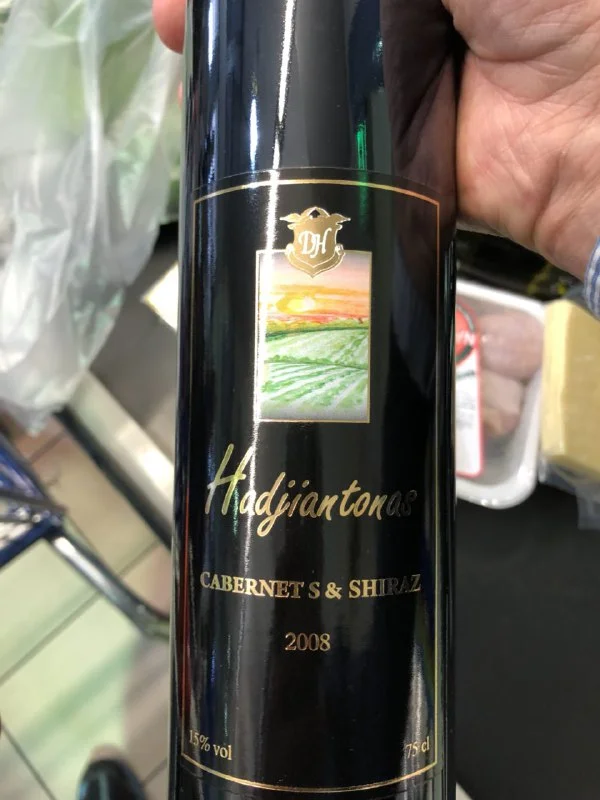 DH
Hadjiantonas
CABERNET S & SHIRAZ
2008
15% vol
75 cl